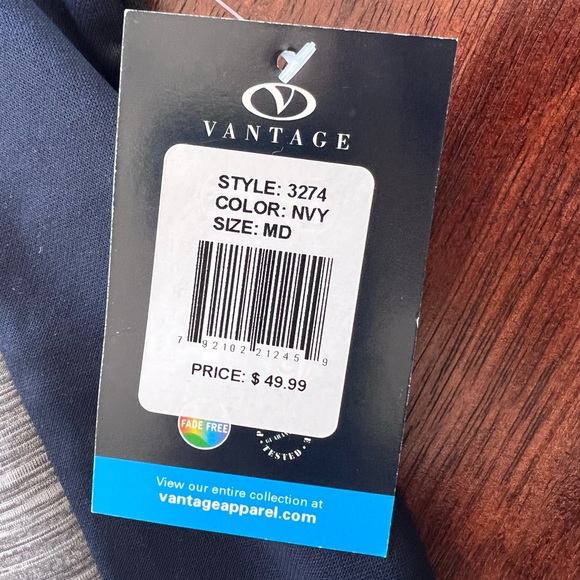 VANTAGE
STYLE: 3274
COLOR: NVY
SIZE: MD
7 92102 21245 9
PRICE: $ 49.99
FADE FREE
TESTED
View our entire collection at
vantageapparel.com